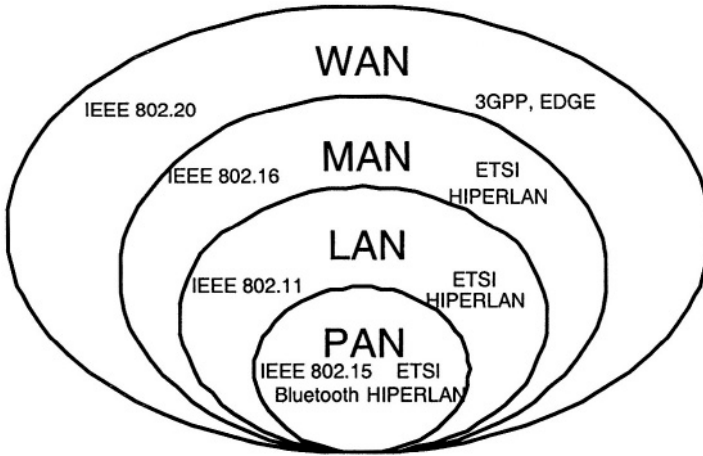 WAN
IEEE 802.20
3GPP, EDGE
MAN
IEEE 802.16
ETSI
HIPERLAN
LAN
IEEE 802.11
ETSI
HIPERLAN
PAN
IEEE 802.15 ETSI
Bluetooth HIPERLAN